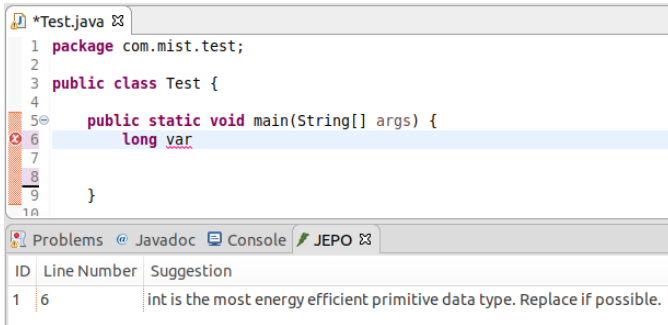 *Test.java
1 package com.mist.test;
2
3 public class Test {
4
5 public static void main(String[] args) {
6 long var
7
8
9 }
10
Problems @ Javadoc Console JEPO
ID Line Number Suggestion
1 6 int is the most energy efficient primitive data type. Replace if possible.